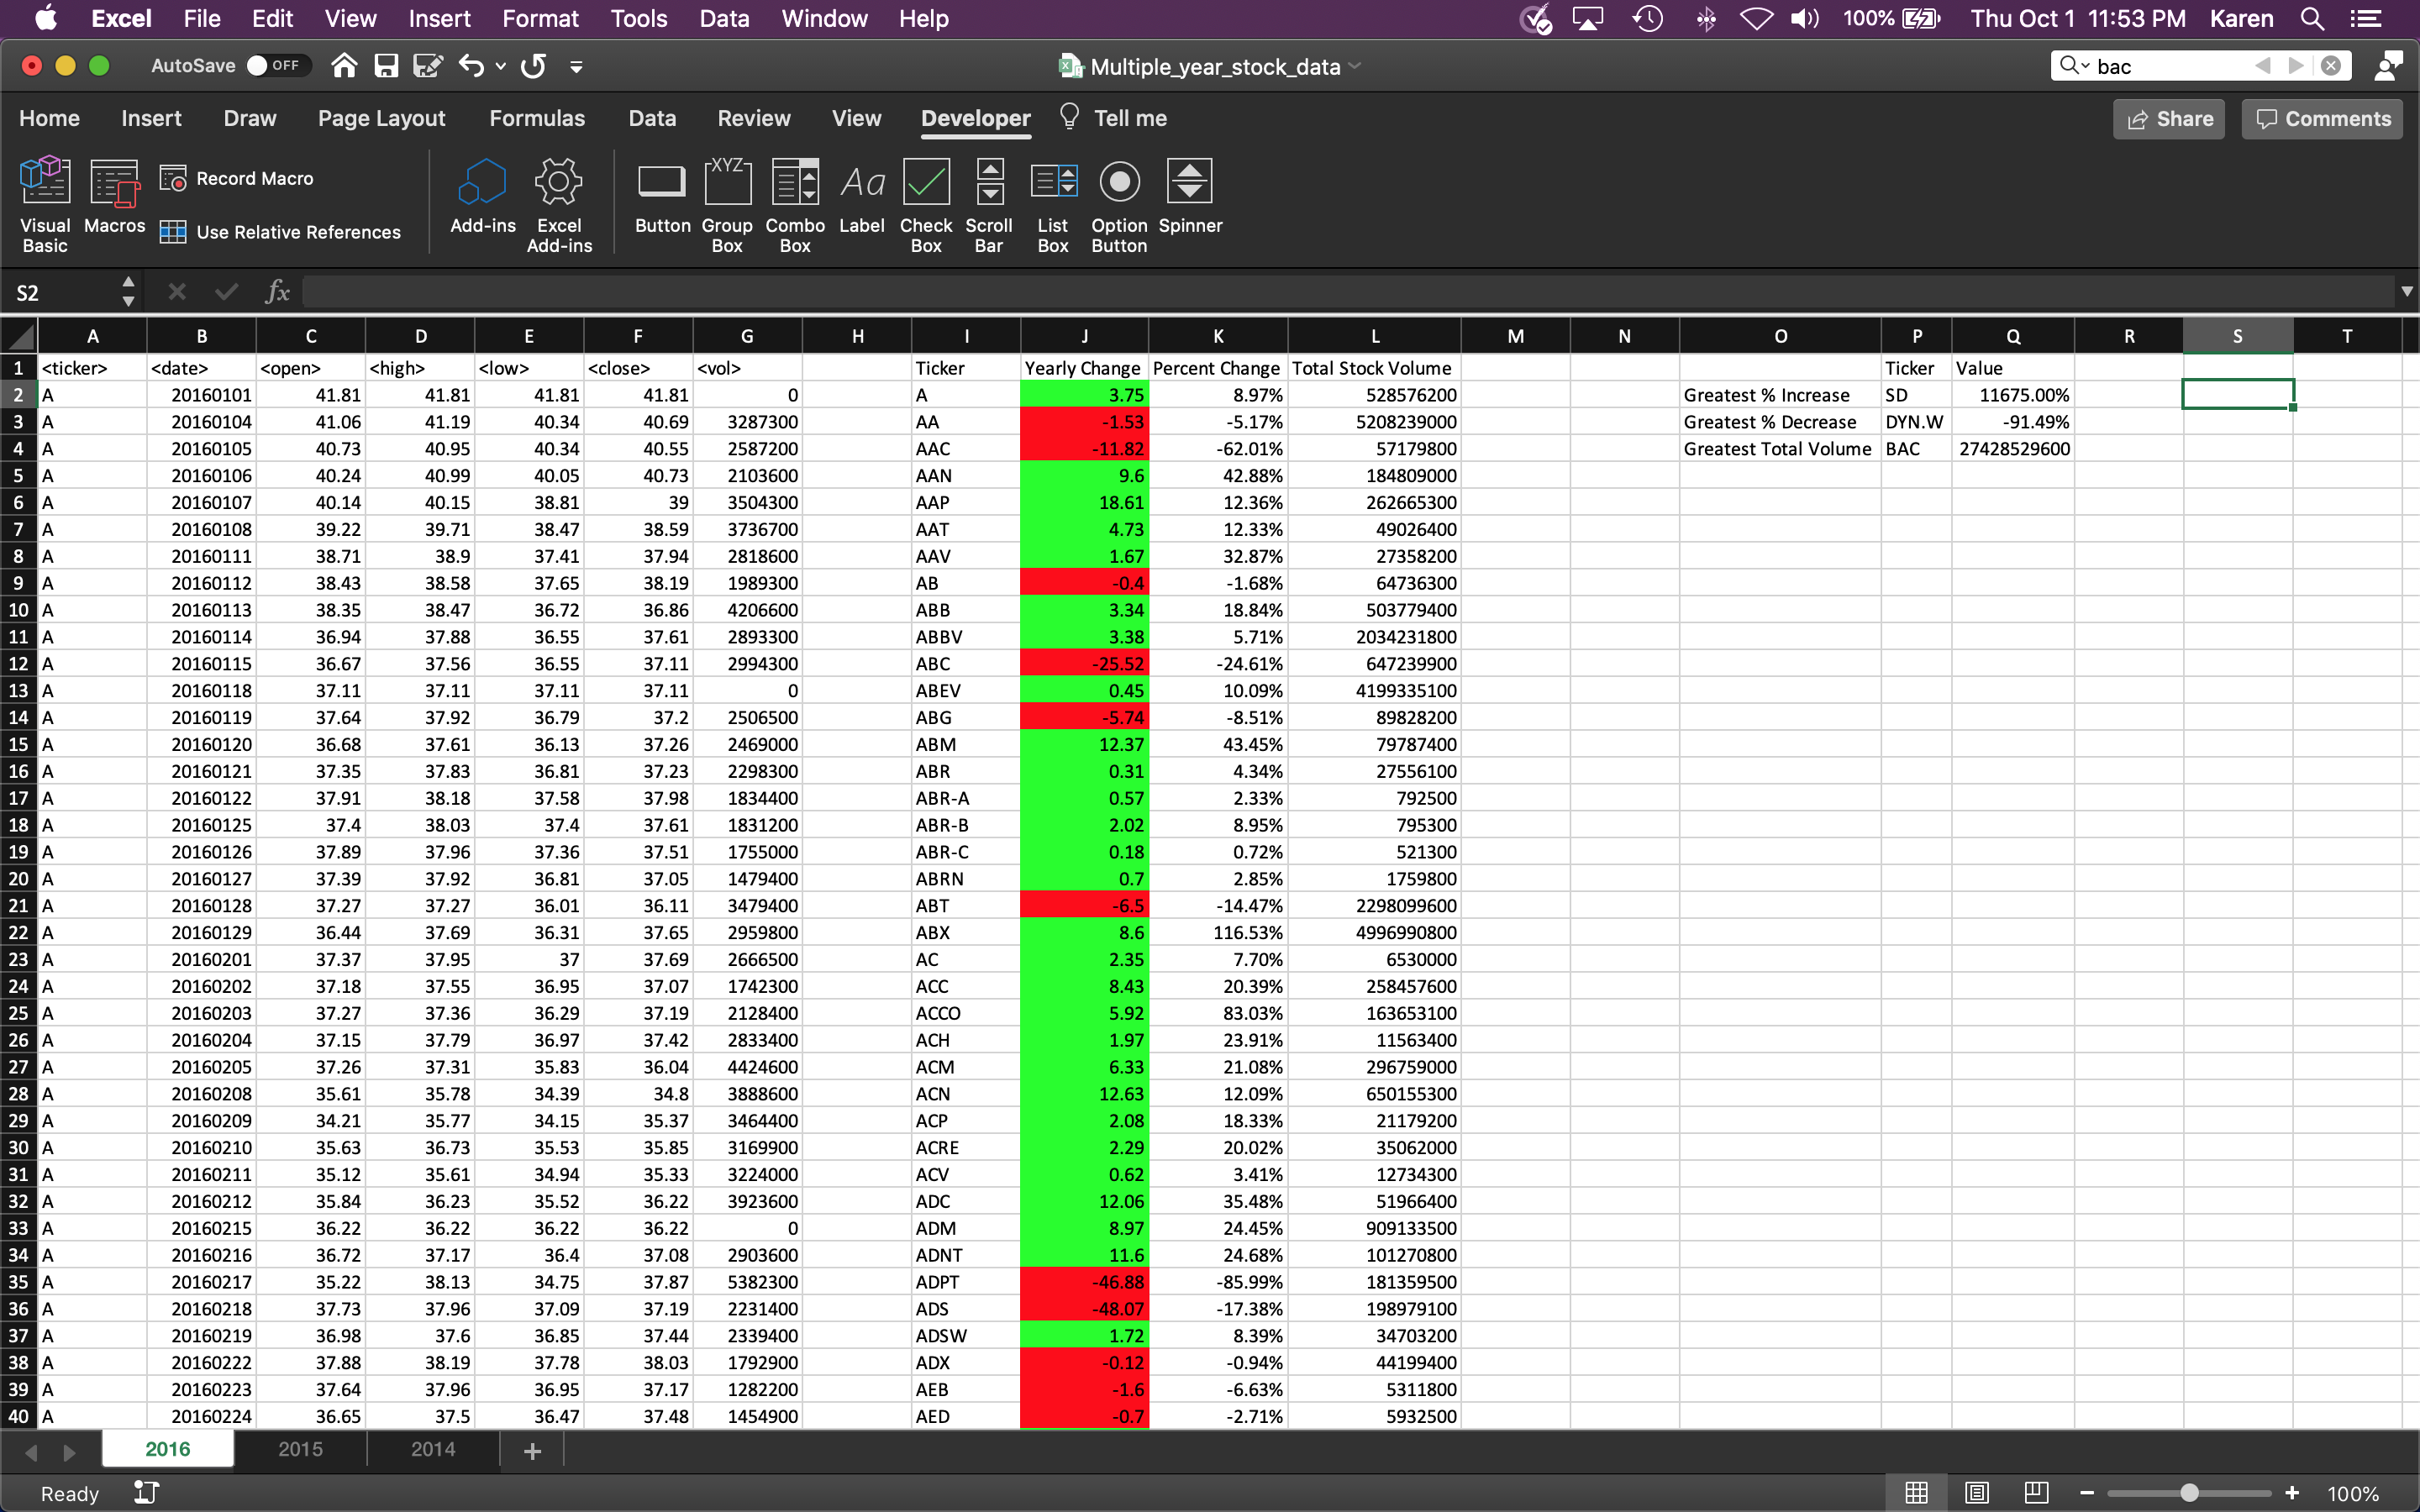 Excel File Edit View Insert Format Tools Data Window Help 100% Thu Oct 1 11:53 PM Karen
AutoSave OFF Multiple_year_stock_data bac
Home Insert Draw Page Layout Formulas Data Review View Developer Tell me Share Comments
Visual Basic Macros Record Macro Use Relative References Add-ins Excel Add-ins Button XYZ Group Box Combo Box Aa Label Check Box Scroll Bar List Box Option Button Spinner
S2 fx
A B C D E F G H I J K L M N O P Q R S T
1 <ticker> <date> <open> <high> <low> <close> <vol> Ticker Yearly Change Percent Change Total Stock Volume Ticker Value
2 A 20160101 41.81 41.81 41.81 41.81 0 A 3.75 8.97% 528576200 Greatest % Increase SD 11675.00%
3 A 20160104 41.06 41.19 40.34 40.69 3287300 AA -1.53 -5.17% 5208239000 Greatest % Decrease DYN.W -91.49%
4 A 20160105 40.73 40.95 40.34 40.55 2587200 AAC -11.82 -62.01% 57179800 Greatest Total Volume BAC 27428529600
5 A 20160106 40.24 40.99 40.05 40.73 2103600 AAN 9.6 42.88% 184809000
6 A 20160107 40.14 40.15 38.81 39 3504300 AAP 18.61 12.36% 262665300
7 A 20160108 39.22 39.71 38.47 38.59 3736700 AAT 4.73 12.33% 49026400
8 A 20160111 38.71 38.9 37.41 37.94 2818600 AAV 1.67 32.87% 27358200
9 A 20160112 38.43 38.58 37.65 38.19 1989300 AB -0.4 -1.68% 64736300
10 A 20160113 38.35 38.47 36.72 36.86 4206600 ABB 3.34 18.84% 503779400
11 A 20160114 36.94 37.88 36.55 37.61 2893300 ABBV 3.38 5.71% 2034231800
12 A 20160115 36.67 37.56 36.55 37.11 2994300 ABC -25.52 -24.61% 647239900
13 A 20160118 37.11 37.11 37.11 37.11 0 ABEV 0.45 10.09% 4199335100
14 A 20160119 37.64 37.92 36.79 37.2 2506500 ABG -5.74 -8.51% 89828200
15 A 20160120 36.68 37.61 36.13 37.26 2469000 ABM 12.37 43.45% 79787400
16 A 20160121 37.35 37.83 36.81 37.23 2298300 ABR 0.31 4.34% 27556100
17 A 20160122 37.91 38.18 37.58 37.98 1834400 ABR-A 0.57 2.33% 792500
18 A 20160125 37.4 38.03 37.4 37.61 1831200 ABR-B 2.02 8.95% 795300
19 A 20160126 37.89 37.96 37.36 37.51 1755000 ABR-C 0.18 0.72% 521300
20 A 20160127 37.39 37.92 36.81 37.05 1479400 ABRN 0.7 2.85% 1759800
21 A 20160128 37.27 37.27 36.01 36.11 3479400 ABT -6.5 -14.47% 2298099600
22 A 20160129 36.44 37.69 36.31 37.65 2959800 ABX 8.6 116.53% 4996990800
23 A 20160201 37.37 37.95 37 37.69 2666500 AC 2.35 7.70% 6530000
24 A 20160202 37.18 37.55 36.95 37.07 1742300 ACC 8.43 20.39% 258457600
25 A 20160203 37.27 37.36 36.29 37.19 2128400 ACCO 5.92 83.03% 163653100
26 A 20160204 37.15 37.79 36.97 37.42 2833400 ACH 1.97 23.91% 11563400
27 A 20160205 37.26 37.31 35.83 36.04 4424600 ACM 6.33 21.08% 296759000
28 A 20160208 35.61 35.78 34.39 34.8 3888600 ACN 12.63 12.09% 650155300
29 A 20160209 34.21 35.77 34.15 35.37 3464400 ACP 2.08 18.33% 21179200
30 A 20160210 35.63 36.73 35.53 35.85 3169900 ACRE 2.29 20.02% 35062000
31 A 20160211 35.12 35.61 34.94 35.33 3224000 ACV 0.62 3.41% 12734300
32 A 20160212 35.84 36.23 35.52 36.22 3923600 ADC 12.06 35.48% 51966400
33 A 20160215 36.22 36.22 36.22 36.22 0 ADM 8.97 24.45% 909133500
34 A 20160216 36.72 37.17 36.4 37.08 2903600 ADNT 11.6 24.68% 101270800
35 A 20160217 35.22 38.13 34.75 37.87 5382300 ADPT -46.88 -85.99% 181359500
36 A 20160218 37.73 37.96 37.09 37.19 2231400 ADS -48.07 -17.38% 198979100
37 A 20160219 36.98 37.6 36.85 37.44 2339400 ADSW 1.72 8.39% 34703200
38 A 20160222 37.88 38.19 37.78 38.03 1792900 ADX -0.12 -0.94% 44199400
39 A 20160223 37.64 37.96 36.95 37.17 1282200 AEB -1.6 -6.63% 5311800
40 A 20160224 36.65 37.5 36.47 37.48 1454900 AED -0.7 -2.71% 5932500
2016 2015 2014 +
Ready 100%